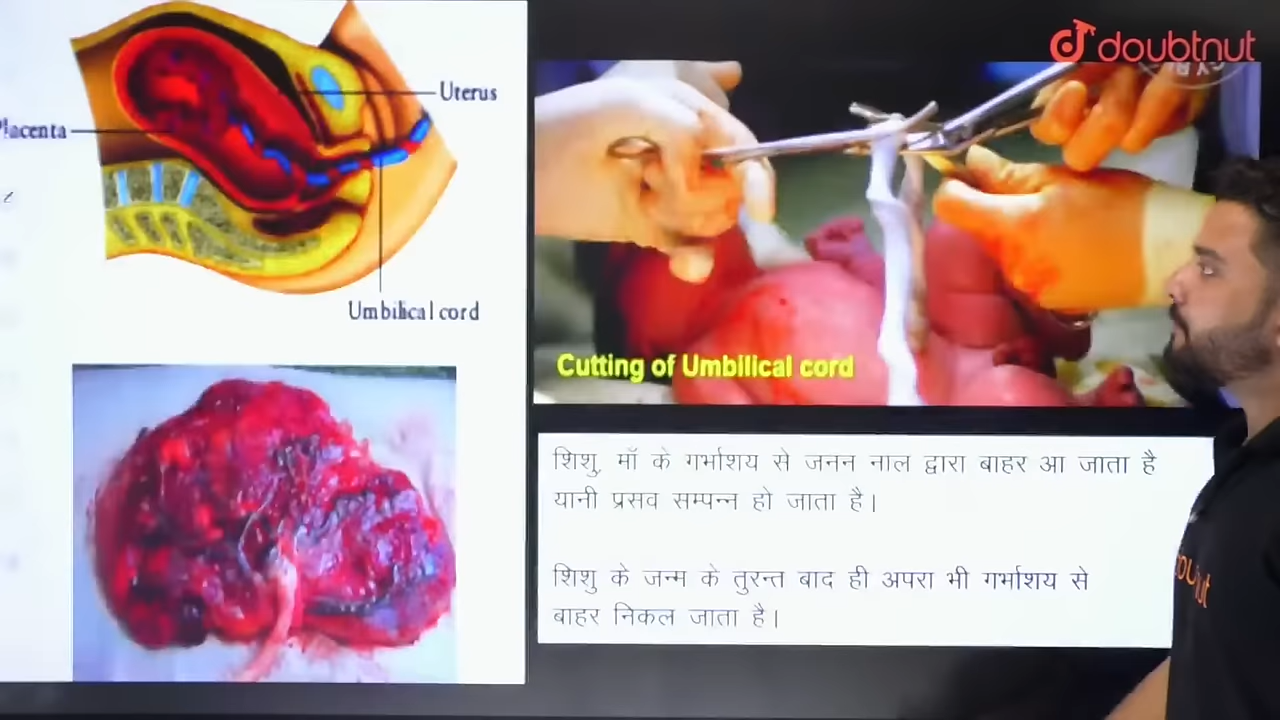 doubtnut
Uterus
Placenta
Umbilical cord
Cutting of Umbilical cord
शिशु, माँ के गर्भाशय से जनन नाल द्वारा बाहर आ जाता है
यानी प्रसव सम्पन्न हो जाता है।
शिशु के जन्म के तुरन्त बाद ही अपरा भी गर्भाशय से
बाहर निकल जाता है।